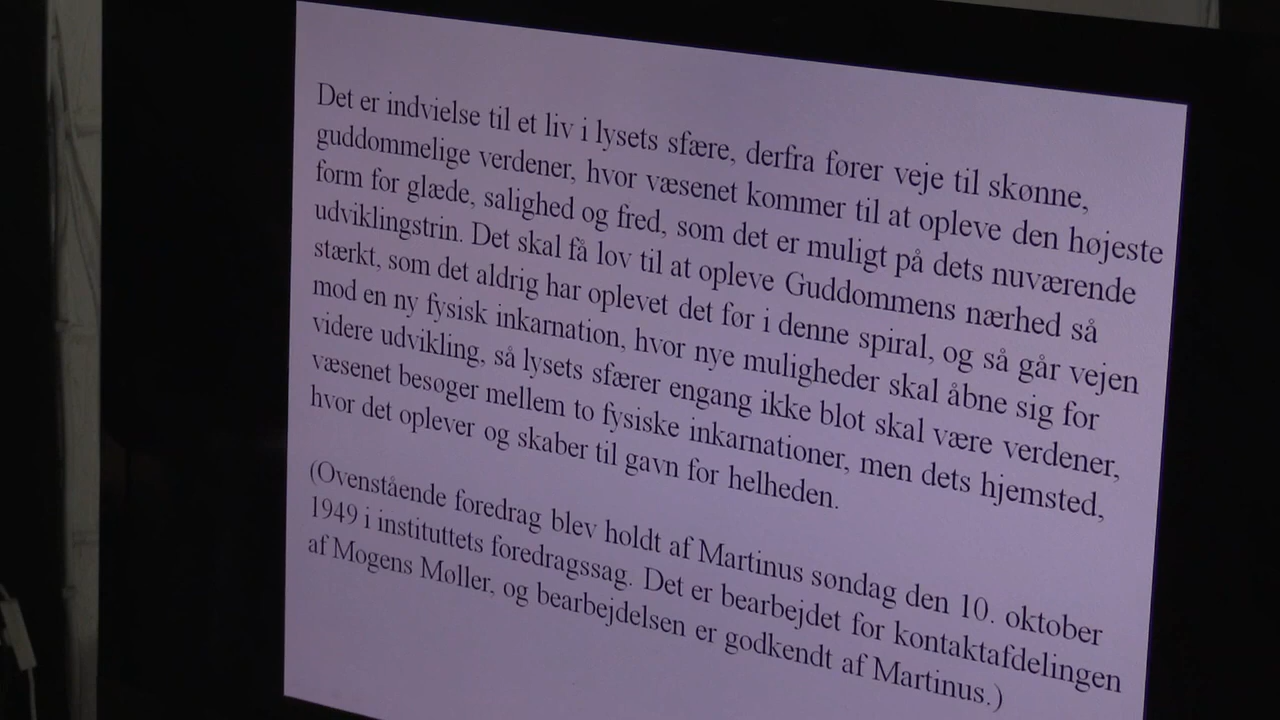 Det er indvielse til et liv i lysets sfære, derfra fører veje til skønne,
guddommelige verdener, hvor væsenet kommer til at opleve den højeste
form for glæde, salighed og fred, som det er muligt på dets nuværende
udviklingstrin. Det skal få lov til at opleve Guddommens nærhed så
stærkt, som det aldrig har oplevet det før i denne spiral, og så går vejen
mod en ny fysisk inkarnation, hvor nye muligheder skal åbne sig for
videre udvikling, så lysets sfærer engang ikke blot skal være verdener,
væsenet besøger mellem to fysiske inkarnationer, men dets hjemsted,
hvor det oplever og skaber til gavn for helheden.
(Ovenstående foredrag blev holdt af Martinus søndag den 10. oktober
1949 i instituttets foredragssag. Det er bearbejdet for kontaktafdelingen
af Mogens Møller, og bearbejdelsen er godkendt af Martinus.)